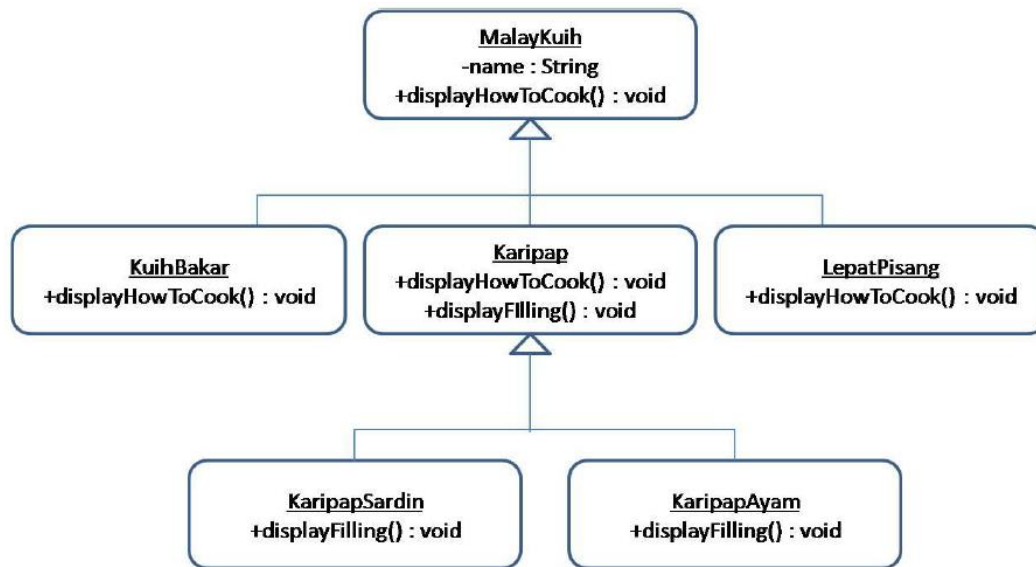 MalayKuih
-name : String
+displayHowToCook() : void
KuihBakar
+displayHowToCook() : void
Karipap
+displayHowToCook() : void
+displayFIlling() : void
LepatPisang
+displayHowToCook() : void
KaripapSardin
+displayFilling() : void
KaripapAyam
+displayFilling() : void